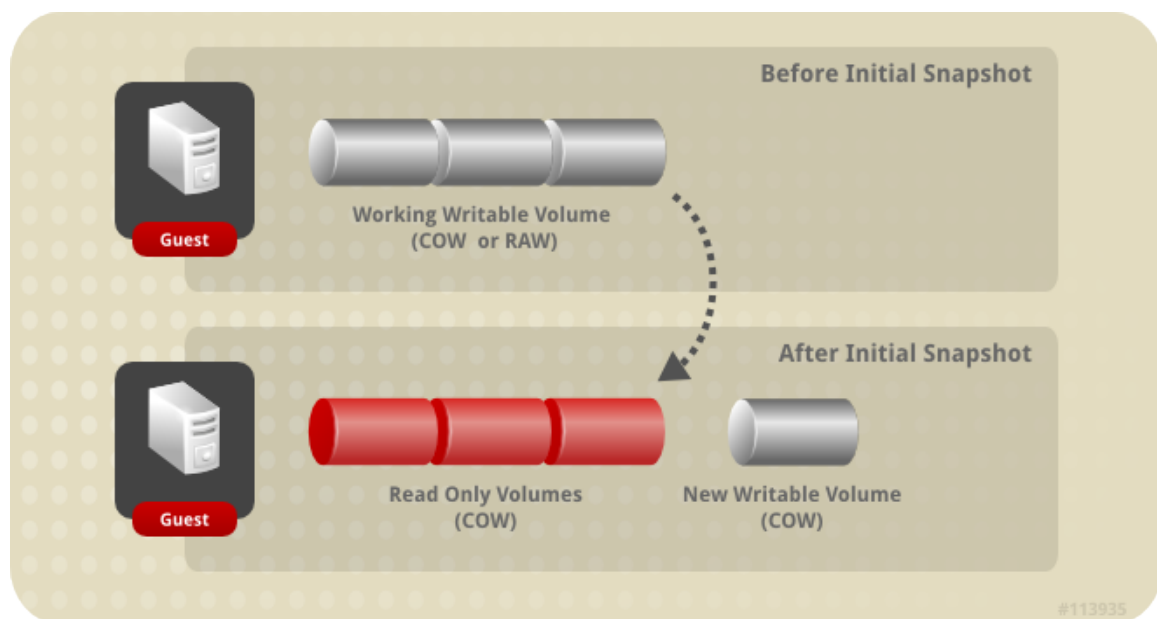 Before Initial Snapshot
Guest
Working Writable Volume
(COW or RAW)
After Initial Snapshot
Guest
Read Only Volumes
(COW)
New Writable Volume
(COW)
#113935